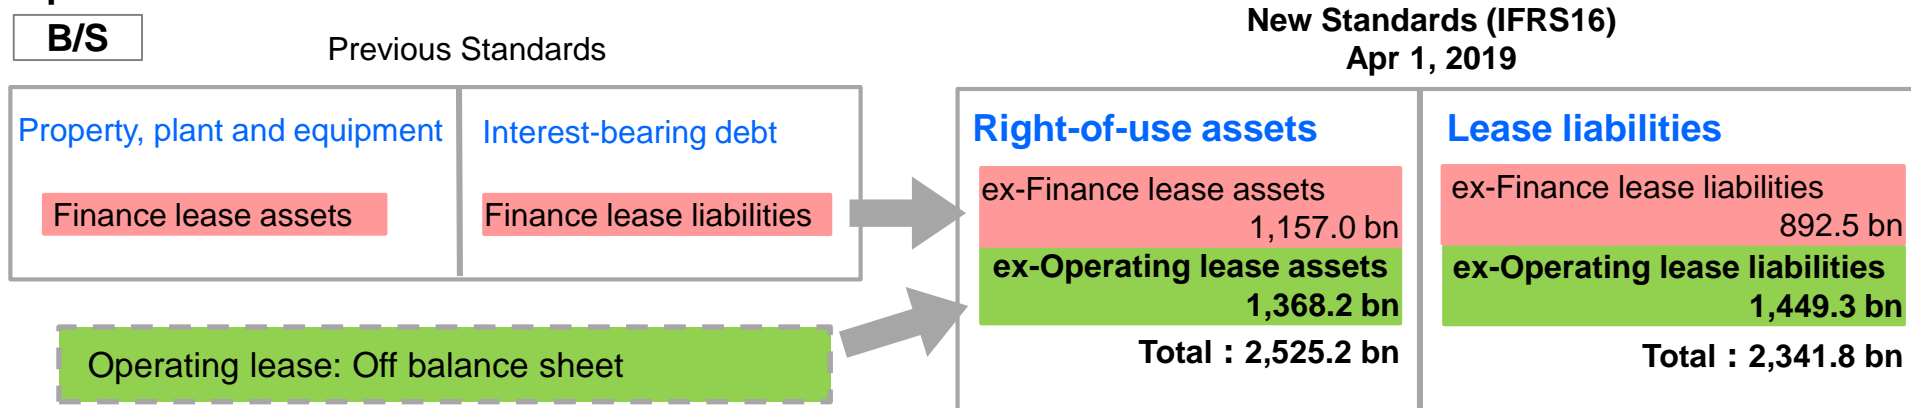 B/S
Previous Standards
Property, plant and equipment
Interest-bearing debt
Finance lease assets
Finance lease liabilities
Operating lease: Off balance sheet
New Standards (IFRS16)
Apr 1, 2019
Right-of-use assets
ex-Finance lease assets
1,157.0 bn
ex-Operating lease assets
1,368.2 bn
Total：2,525.2 bn
Lease liabilities
ex-Finance lease liabilities
892.5 bn
ex-Operating lease liabilities
1,449.3 bn
Total：2,341.8 bn